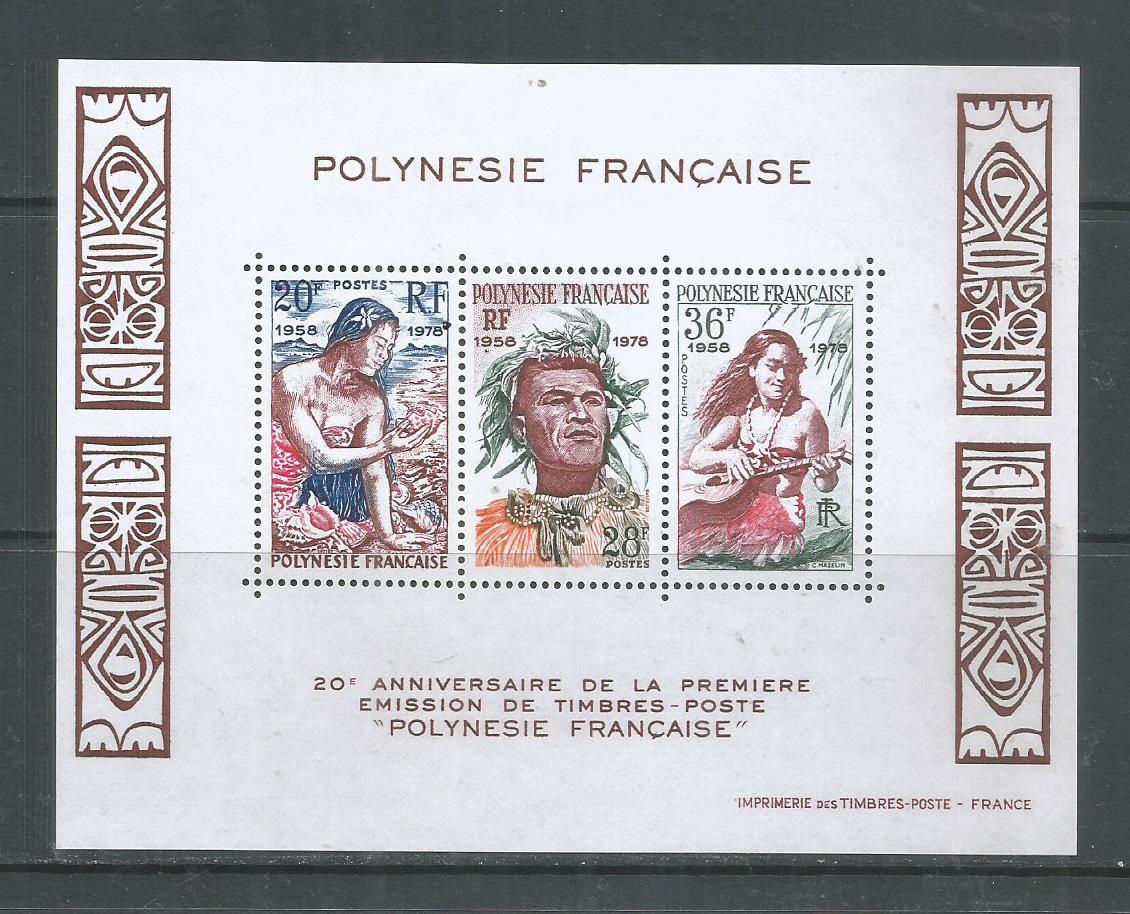 POLYNESIE FRANÇAISE
20F POSTES RF
1958 1978
POLYNESIE FRANÇAISE
POLYNESIE FRANÇAISE
RF
1958 1978
28F
POSTES
POLYNESIE FRANÇAISE
36F
1958 1978
POSTES
RF
C. HAZELIN
20E ANNIVERSAIRE DE LA PREMIERE
EMISSION DE TIMBRES-POSTE
"POLYNESIE FRANÇAISE"
IMPRIMERIE DES TIMBRES-POSTE - FRANCE